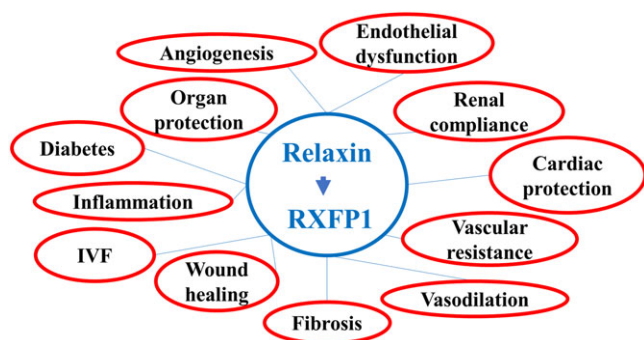 Angiogenesis
Endothelial
dysfunction
Organ
protection
Renal
compliance
Diabetes
Relaxin
RXFP1
Cardiac
protection
Inflammation
Vascular
resistance
IVF
Wound
healing
Fibrosis
Vasodilation